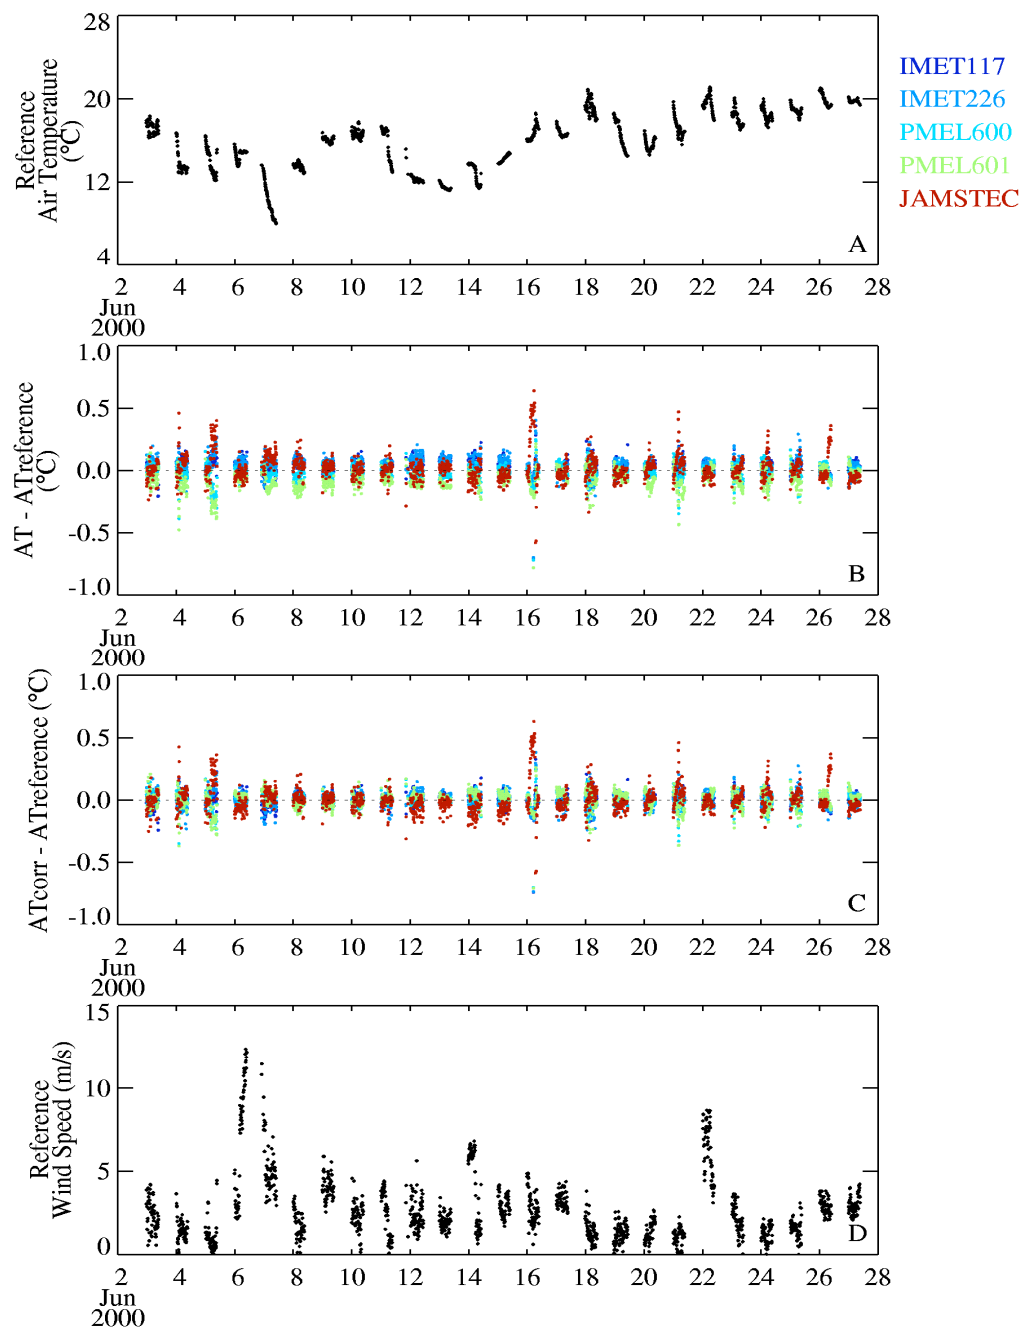 28
20
12
4
Reference
Air Temperature
(°C)
A
2 4 6 8 10 12 14 16 18 20 22 24 26 28
Jun
2000
IMET117
IMET226
PMEL600
PMEL601
JAMSTEC
1.0
0.5
0.0
-0.5
-1.0
AT - ATreference
(°C)
B
2 4 6 8 10 12 14 16 18 20 22 24 26 28
Jun
2000
1.0
0.5
0.0
-0.5
-1.0
ATcorr - ATreference (°C)
C
2 4 6 8 10 12 14 16 18 20 22 24 26 28
Jun
2000
15
10
5
0
Reference
Wind Speed (m/s)
D
2 4 6 8 10 12 14 16 18 20 22 24 26 28
Jun
2000